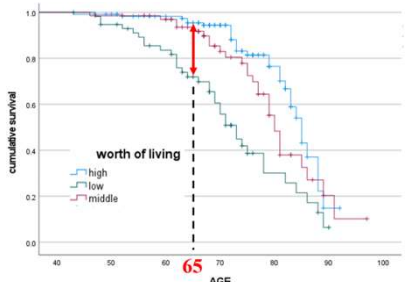 1.0
0.8
0.6
0.4
0.2
0.0
cumulative survival
worth of living
high
low
middle
40 50 60 70 80 90 100
65
AGE